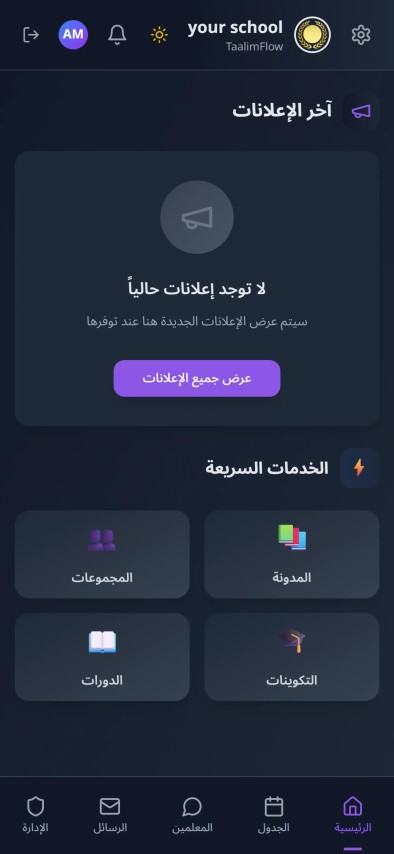 your school
TaalimFlow
AM
آخر الإعلانات
لا توجد إعلانات حالياً
سيتم عرض الإعلانات الجديدة هنا عند توفرها
عرض جميع الإعلانات
الخدمات السريعة
المدونة
المجموعات
التكوينات
الدورات
الرئيسية
الجدول
المعلمين
الرسائل
الإدارة